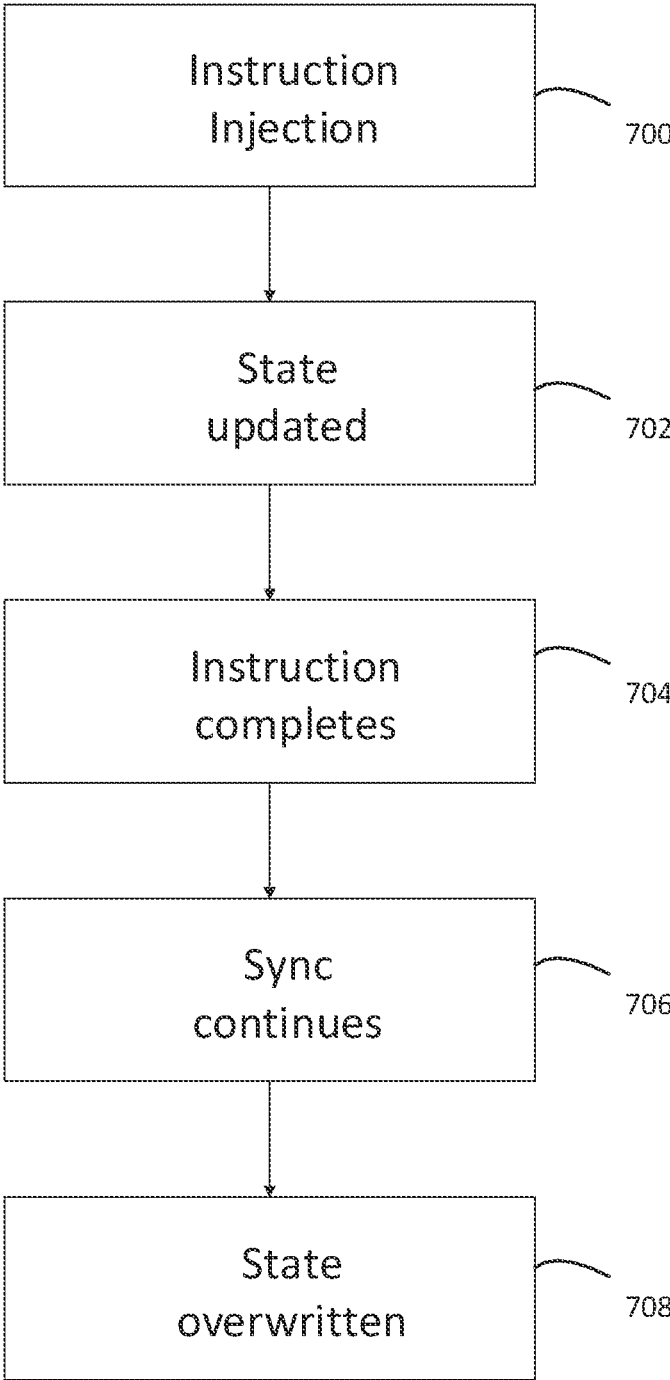 Instruction
Injection
700
State
updated
702
Instruction
completes
704
Sync
continues
706
State
overwritten
708